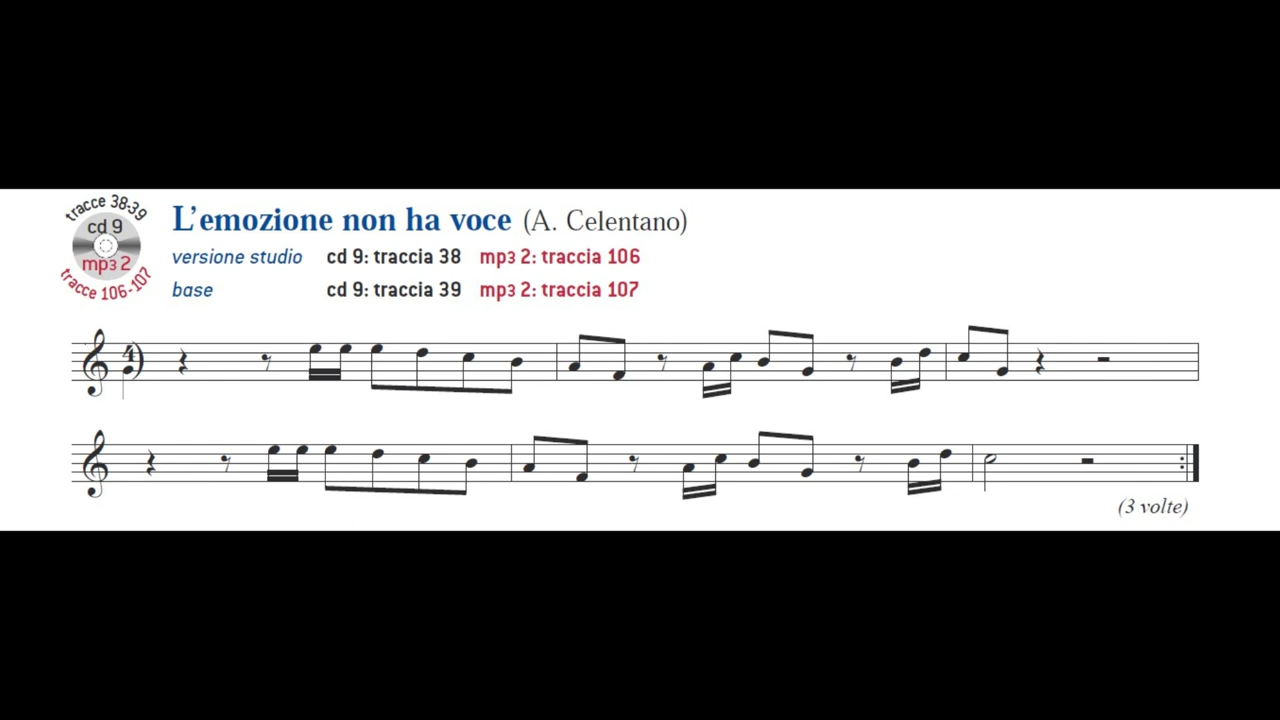 tracce 38-39
cd 9
mp3 2
tracce 106-107
L’emozione non ha voce (A. Celentano)
versione studio cd 9: traccia 38 mp3 2: traccia 106
base cd 9: traccia 39 mp3 2: traccia 107
4)
(3 volte)